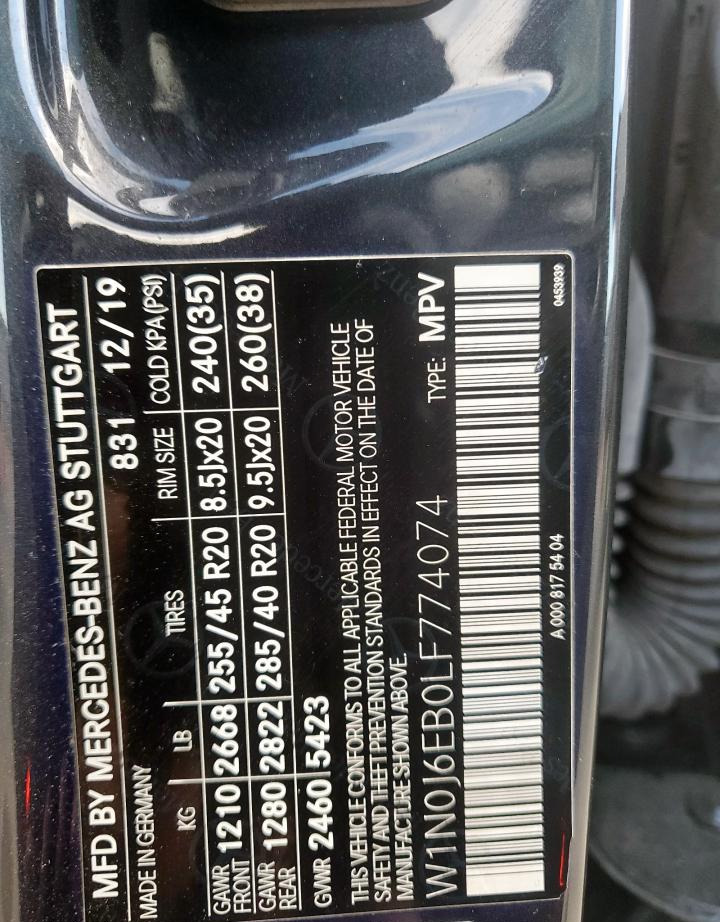 MFD BY MERCEDES-BENZ AG STUTTGART
MADE IN GERMANY 831 12/19
KG LB TIRES RIM SIZE COLD KPA(PSI)
GAWR FRONT 1210 2668 255/45 R20 8.5Jx20 240(35)
GAWR REAR 1280 2822 285/40 R20 9.5Jx20 260(38)
GVWR 2460 5423
THIS VEHICLE CONFORMS TO ALL APPLICABLE FEDERAL MOTOR VEHICLE
SAFETY AND THEFT PREVENTION STANDARDS IN EFFECT ON THE DATE OF
MANUFACTURE SHOWN ABOVE.
W1N0J6EB0LF774074 TYPE: MPV
A 000 817 54 04 0453939